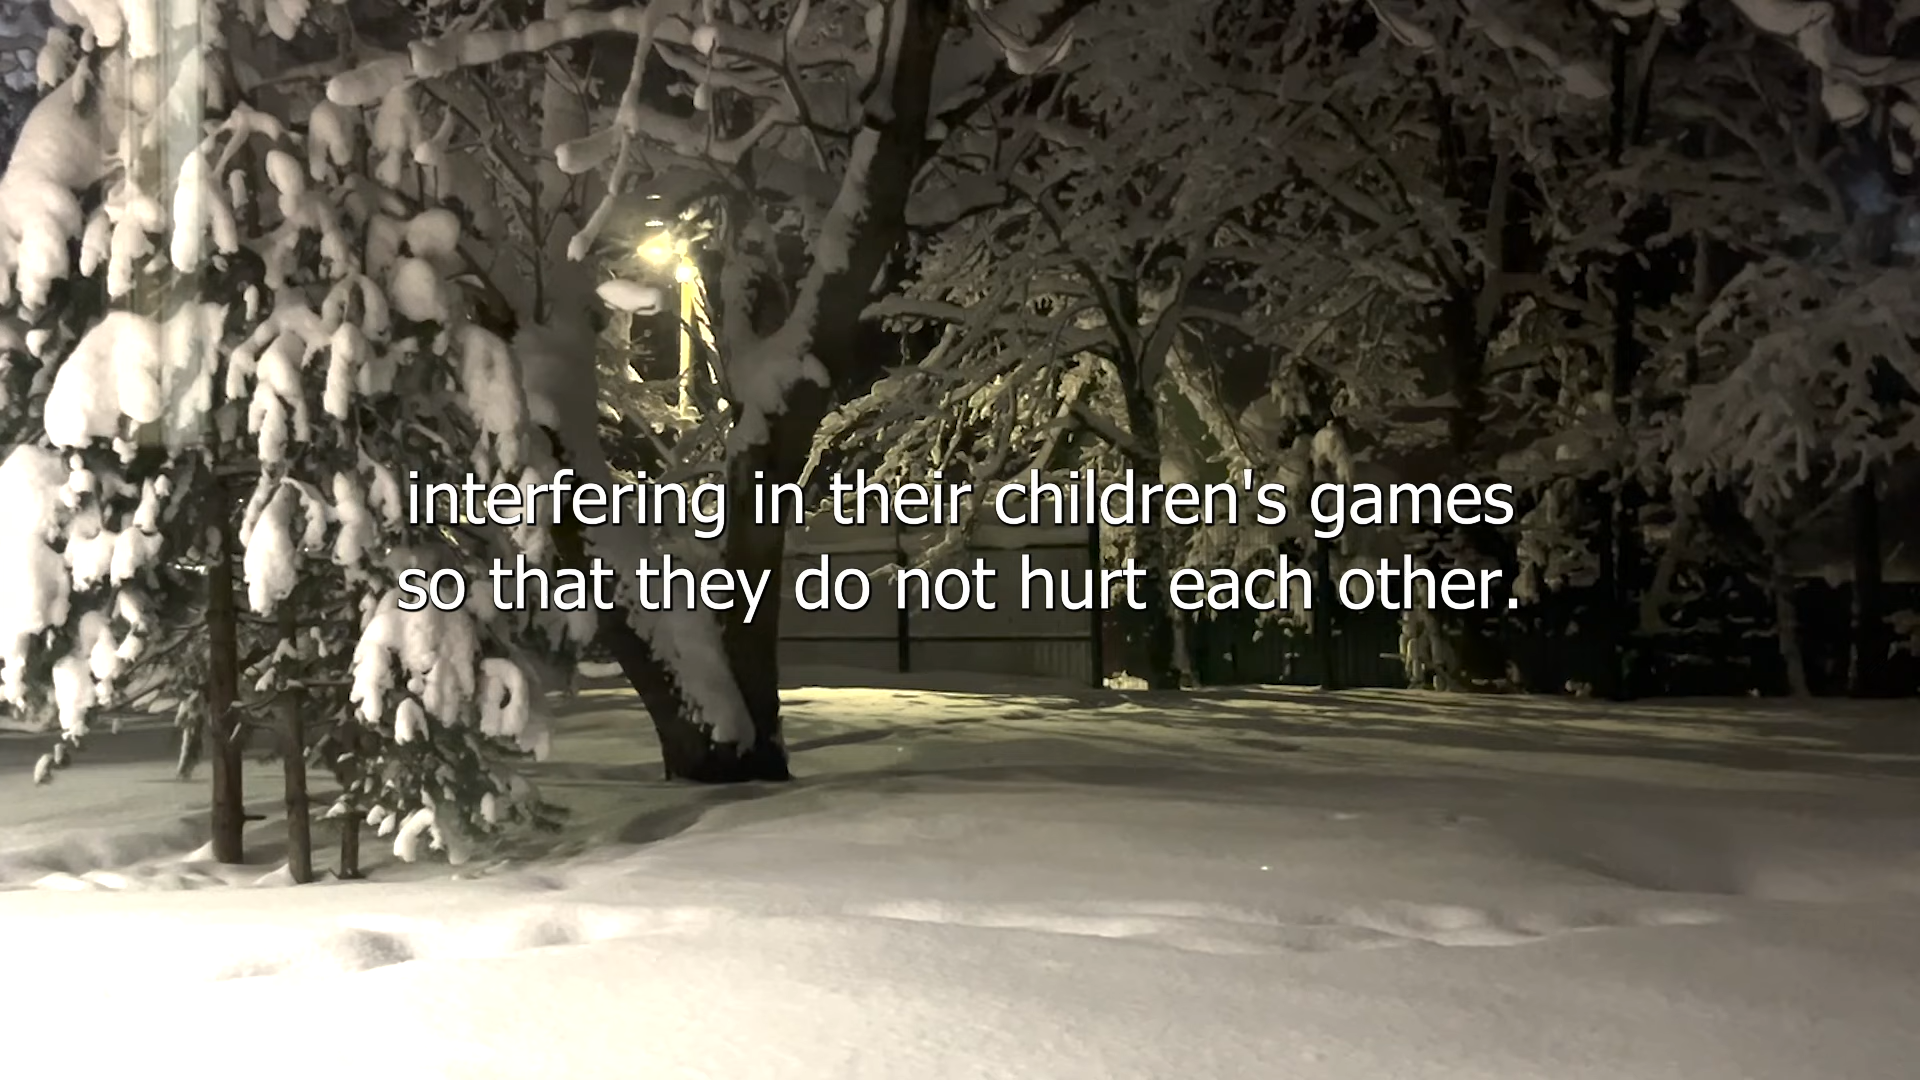 interfering in their children's games
so that they do not hurt each other.